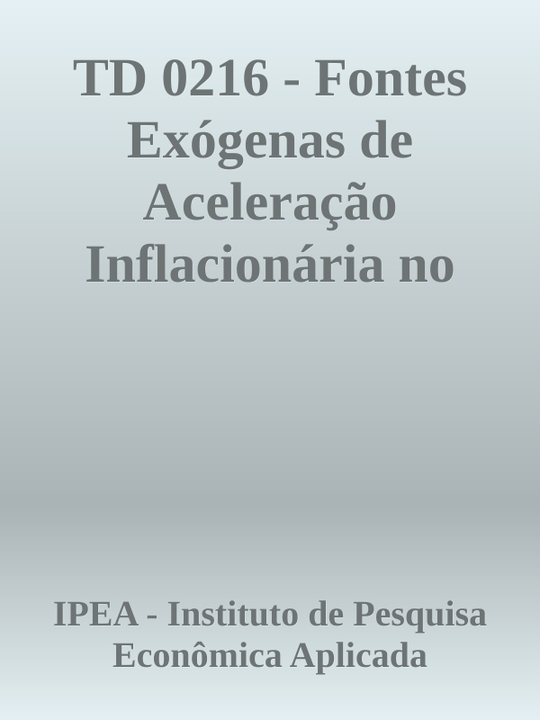 TD 0216 - Fontes
Exógenas de
Aceleração
Inflacionária no
IPEA - Instituto de Pesquisa
Econômica Aplicada